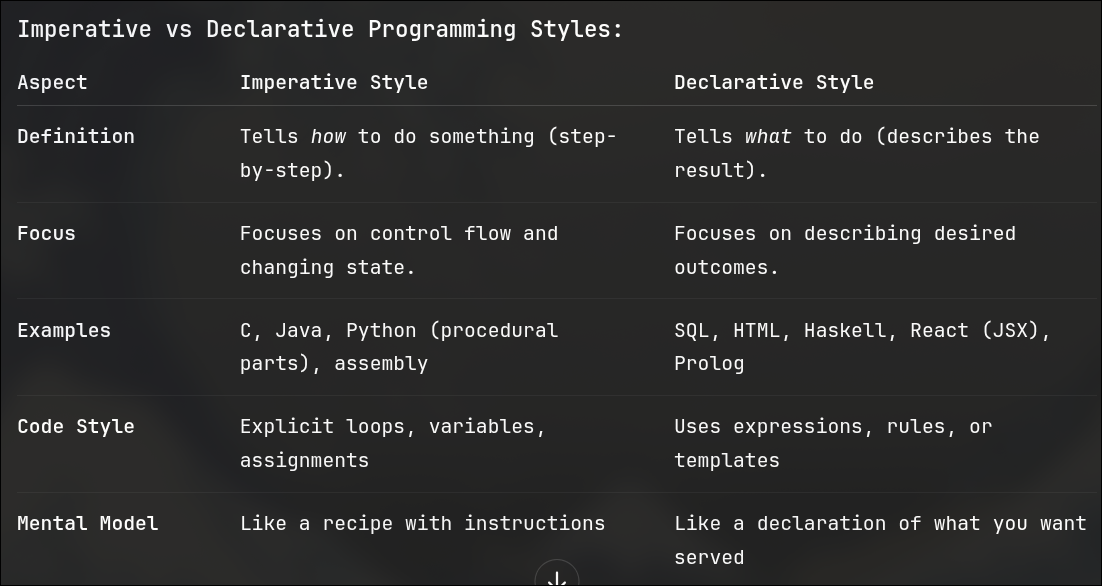 Imperative vs Declarative Programming Styles:
Aspect Imperative Style Declarative Style
Definition Tells how to do something (step- Tells what to do (describes the
by-step). result).
Focus Focuses on control flow and Focuses on describing desired
changing state. outcomes.
Examples C, Java, Python (procedural SQL, HTML, Haskell, React (JSX),
parts), assembly Prolog
Code Style Explicit loops, variables, Uses expressions, rules, or
assignments templates
Mental Model Like a recipe with instructions Like a declaration of what you want
served